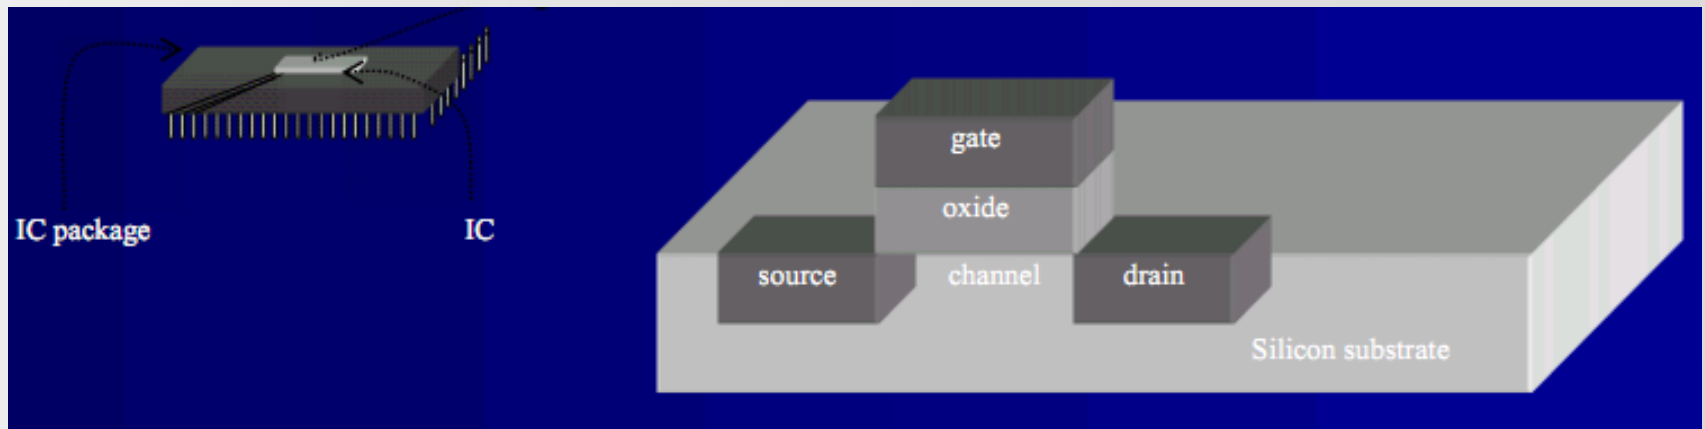 IC package
IC
gate
oxide
source
channel
drain
Silicon substrate